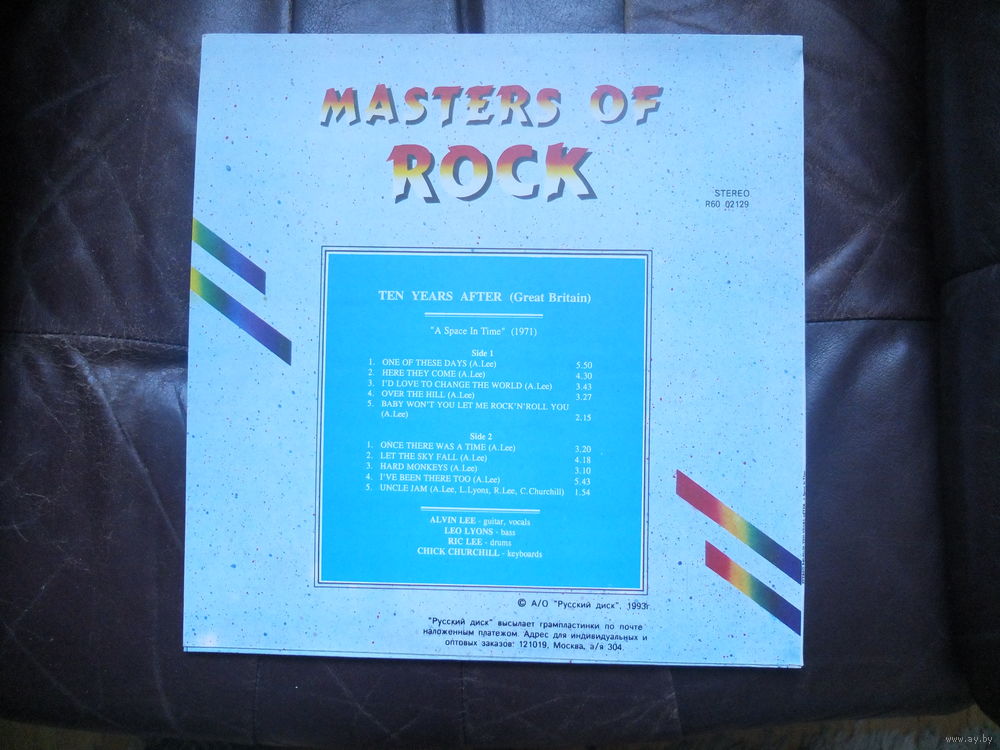 MASTERS OF
ROCK
STEREO
R60 02129
TEN YEARS AFTER (Great Britain)
"A Space In Time" (1971)
Side 1
1. ONE OF THESE DAYS (A.Lee) 5.50
2. HERE THEY COME (A.Lee) 4.30
3. I'D LOVE TO CHANGE THE WORLD (A.Lee) 3.43
4. OVER THE HILL (A.Lee) 3.27
5. BABY WON'T YOU LET ME ROCK'N'ROLL YOU
(A.Lee) 2.15
Side 2
1. ONCE THERE WAS A TIME (A.Lee) 3.20
2. LET THE SKY FALL (A.Lee) 4.18
3. HARD MONKEYS (A.Lee) 3.10
4. I'VE BEEN THERE TOO (A.Lee) 5.43
5. UNCLE JAM (A.Lee, L.Lyons, R.Lee, C.Churchill) 1.54
ALVIN LEE - guitar, vocals
LEO LYONS - bass
RIC LEE - drums
CHICK CHURCHILL - keyboards
© А/О "Русский диск", 1993г
"Русский диск" высылает грампластинки по почте
наложенным платежом. Адрес для индивидуальных и
оптовых заказов: 121019, Москва, а/я 304.
www.ay.by